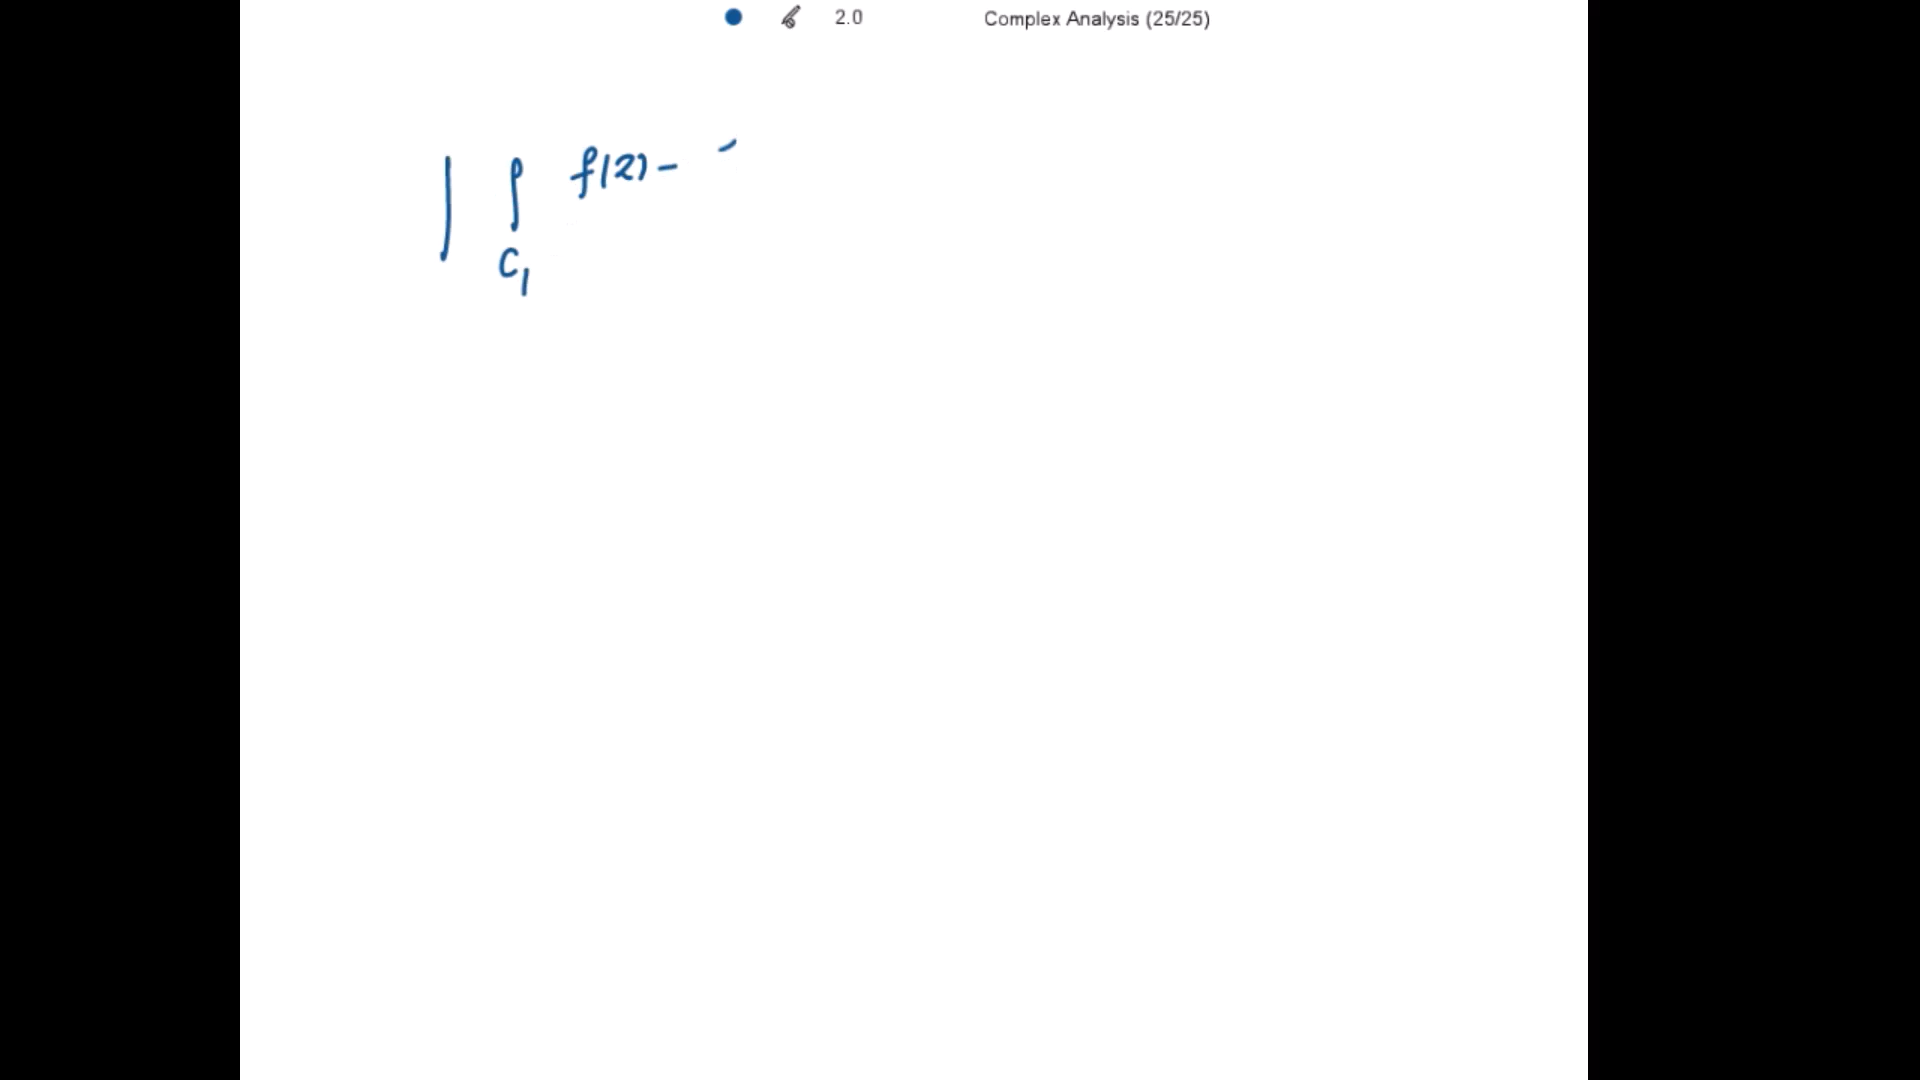 2.0 Complex Analysis (25/25)
| ∫ f(z) -
C₁